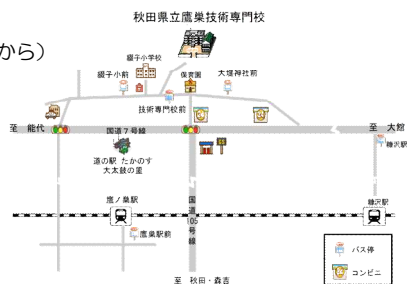 秋田県立鷹巣技術専門校
から）
綴子小学校
綴子小前
保育園
大堤神社前
技術専門校前
至 能代
国道７号線
至 大館
糠沢駅
道の駅 たかのす
大太鼓の里
鷹ノ巣駅
糠沢駅
国道105号線
鷹巣駅前
バス停
コンビニ
至 秋田・森吉